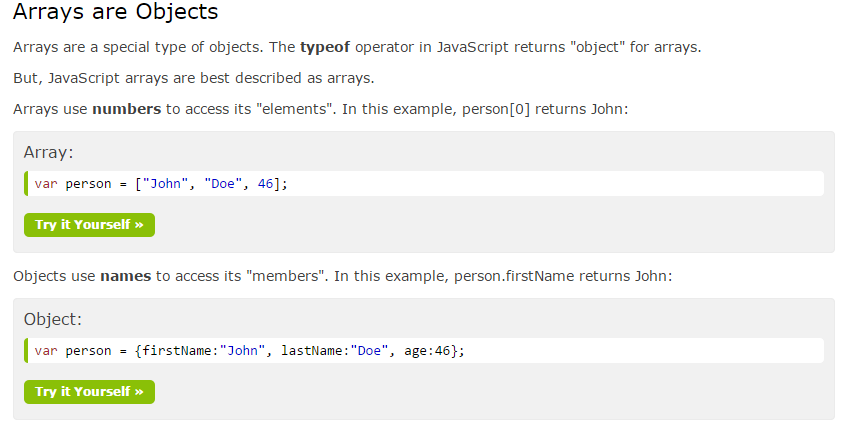 Arrays are Objects
Arrays are a special type of objects. The typeof operator in JavaScript returns "object" for arrays.
But, JavaScript arrays are best described as arrays.
Arrays use numbers to access its "elements". In this example, person[0] returns John:
Array:
var person = ["John", "Doe", 46];
Try it Yourself »
Objects use names to access its "members". In this example, person.firstName returns John:
Object:
var person = {firstName:"John", lastName:"Doe", age:46};
Try it Yourself »